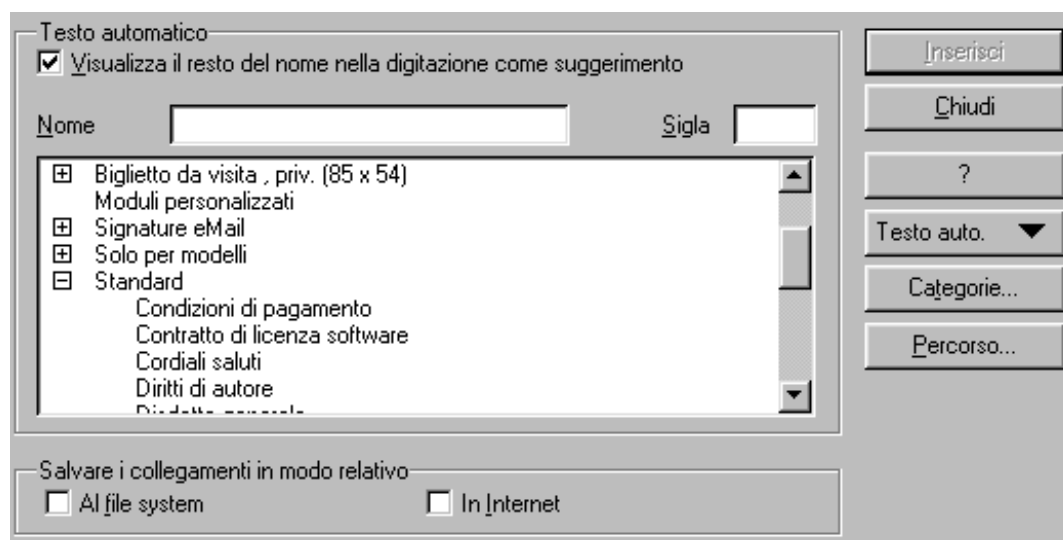 Testo automatico
Visualizza il resto del nome nella digitazione come suggerimento
Nome
Sigla
Biglietto da visita , priv. (85 x 54)
Moduli personalizzati
Signature eMail
Solo per modelli
Standard
Condizioni di pagamento
Contratto di licenza software
Cordiali saluti
Diritti di autore
Salvare i collegamenti in modo relativo
Al file system
In Internet
Inserisci
Chiudi
?
Testo auto.
Categorie...
Percorso...